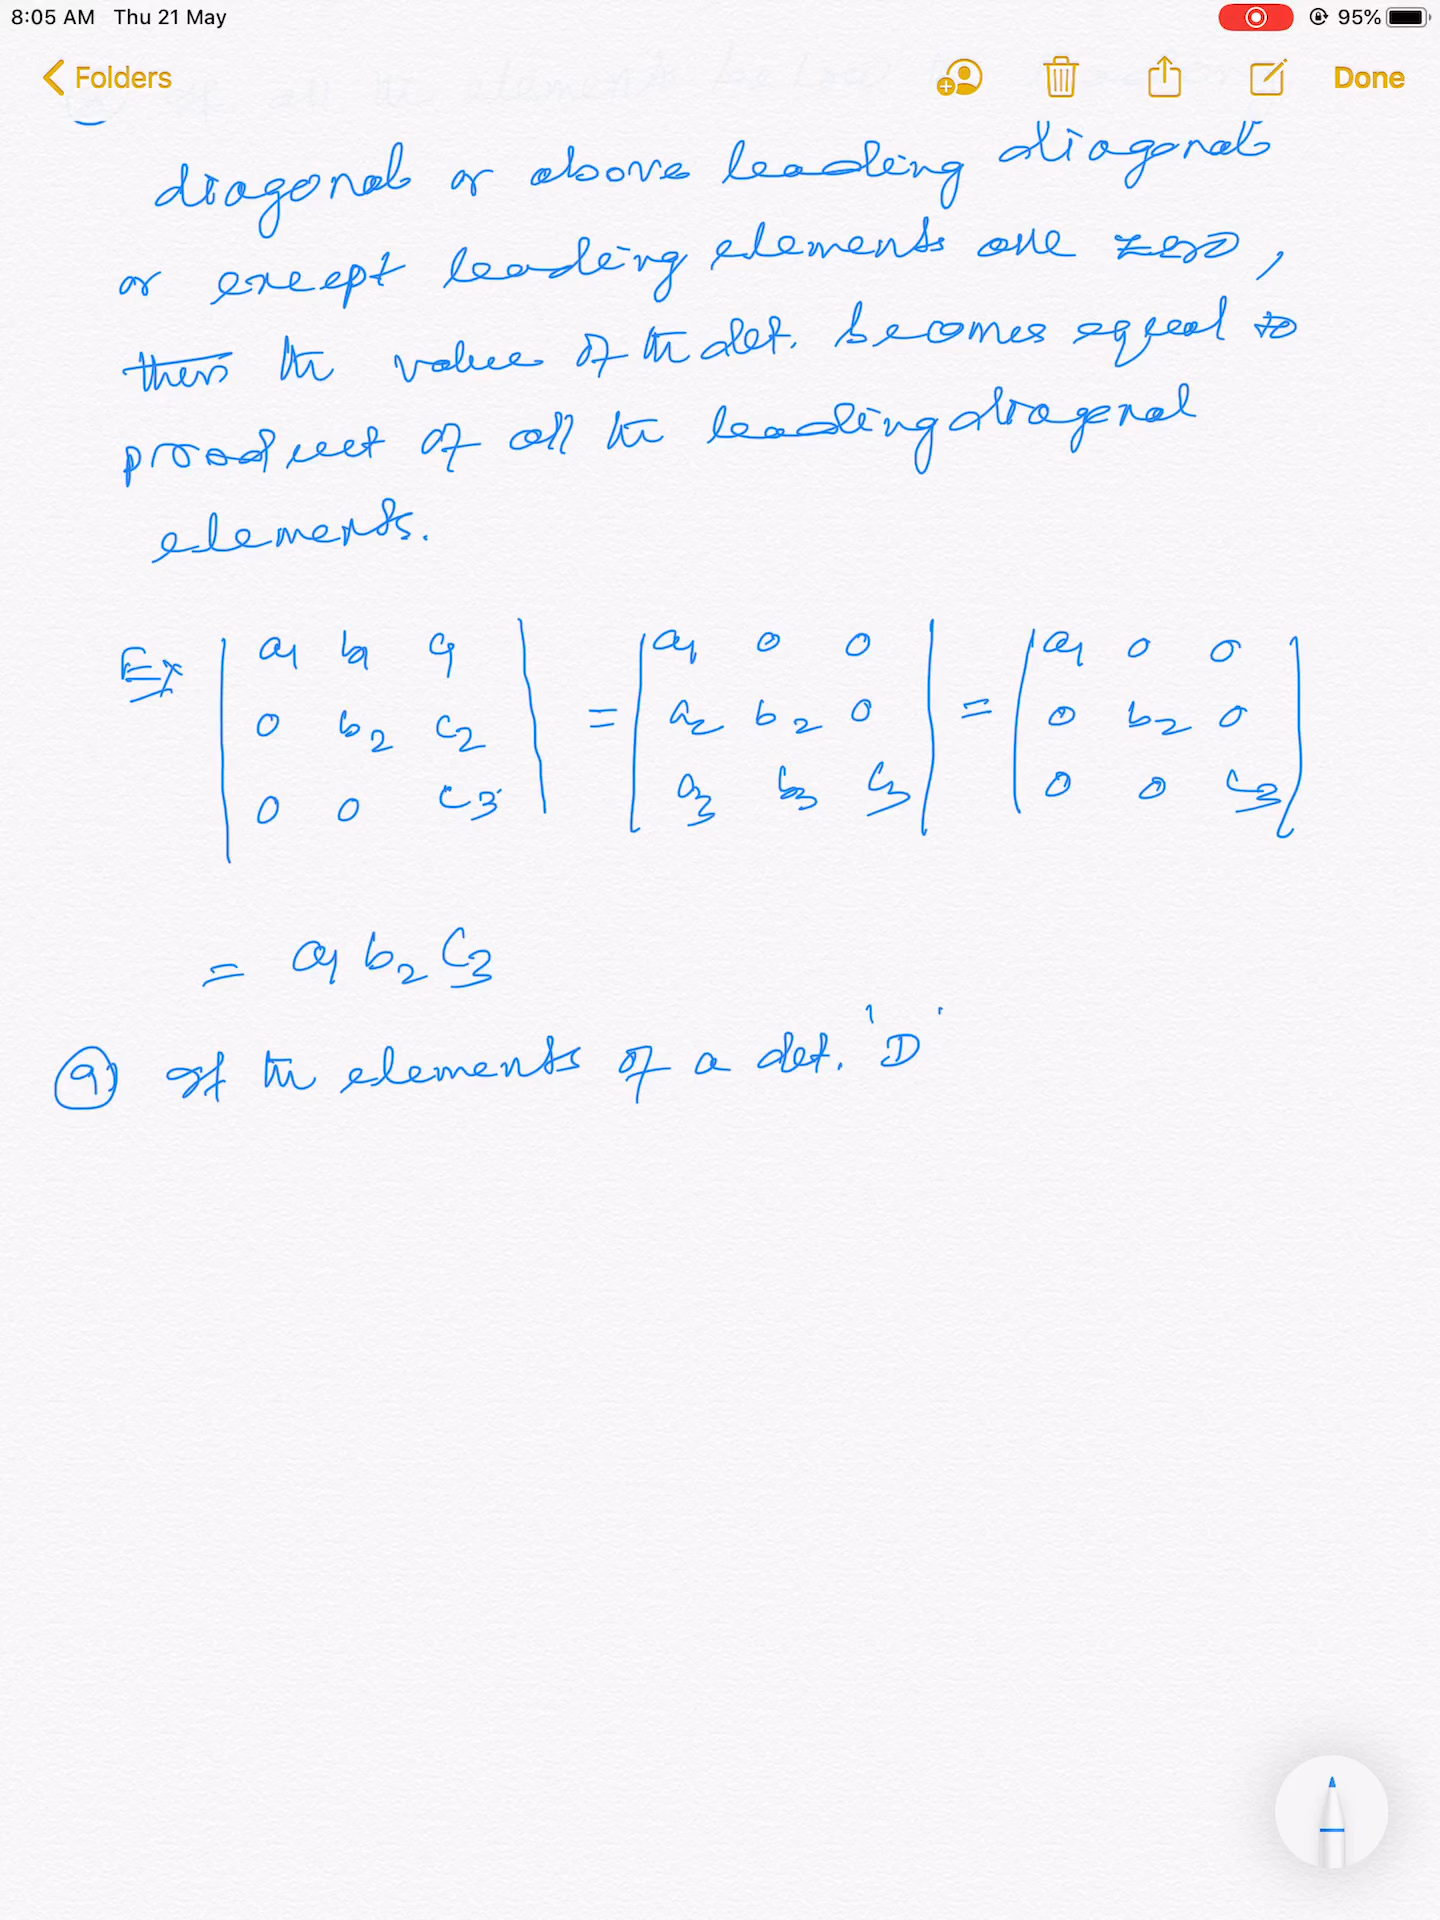 8:05 AM Thu 21 May 95%
Folders Done
diagonal or above leading diagonal
or except leading elements are zero,
then the value of the det. becomes equal to
product of all the leading diagonal
elements.
Ex | a1 b1 c1 | = | a1 0 0 | = | a1 0 0 |
| 0 b2 c2 | | a2 b2 0 | | 0 b2 0 |
| 0 0 c3 | | a3 b3 c3 | | 0 0 c3 |
= a1 b2 c3
9) If the elements of a det. 'D'